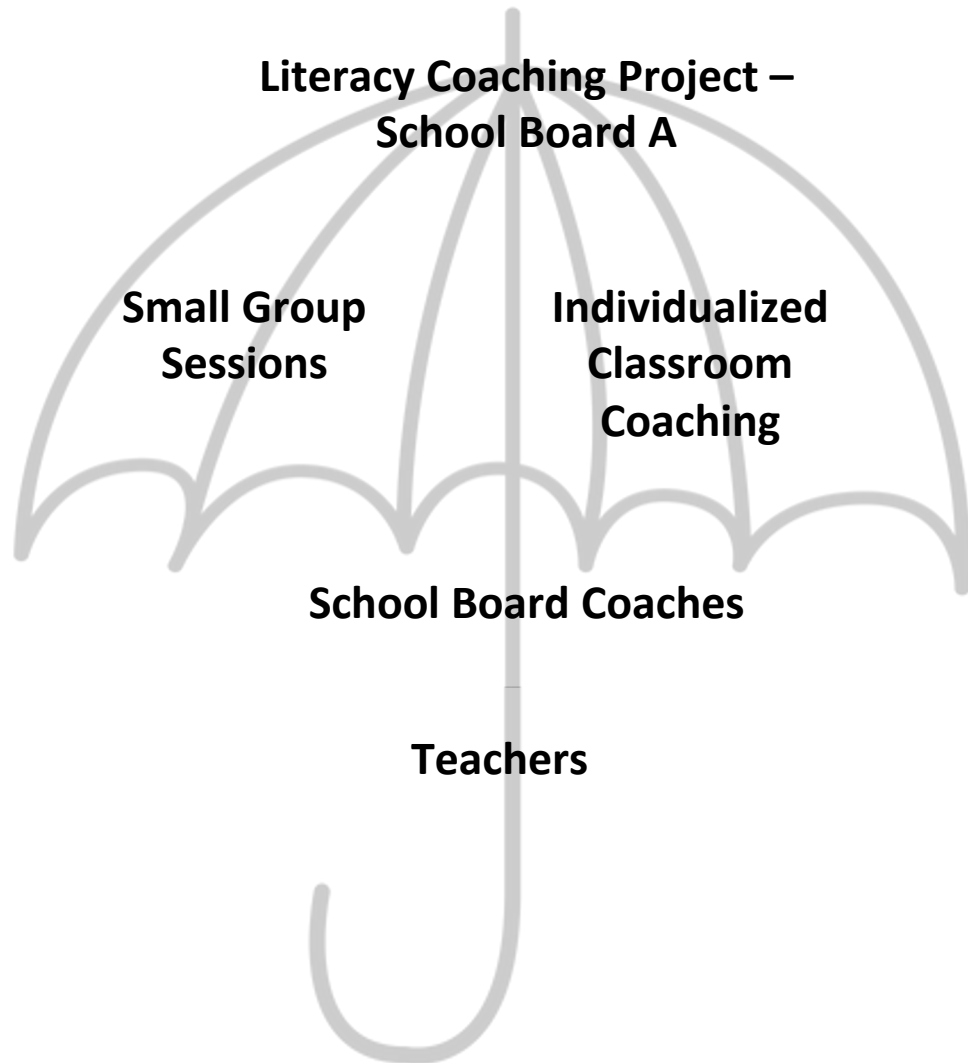 Literacy Coaching Project –
School Board A
Small Group
Sessions
Individualized
Classroom
Coaching
School Board Coaches
Teachers